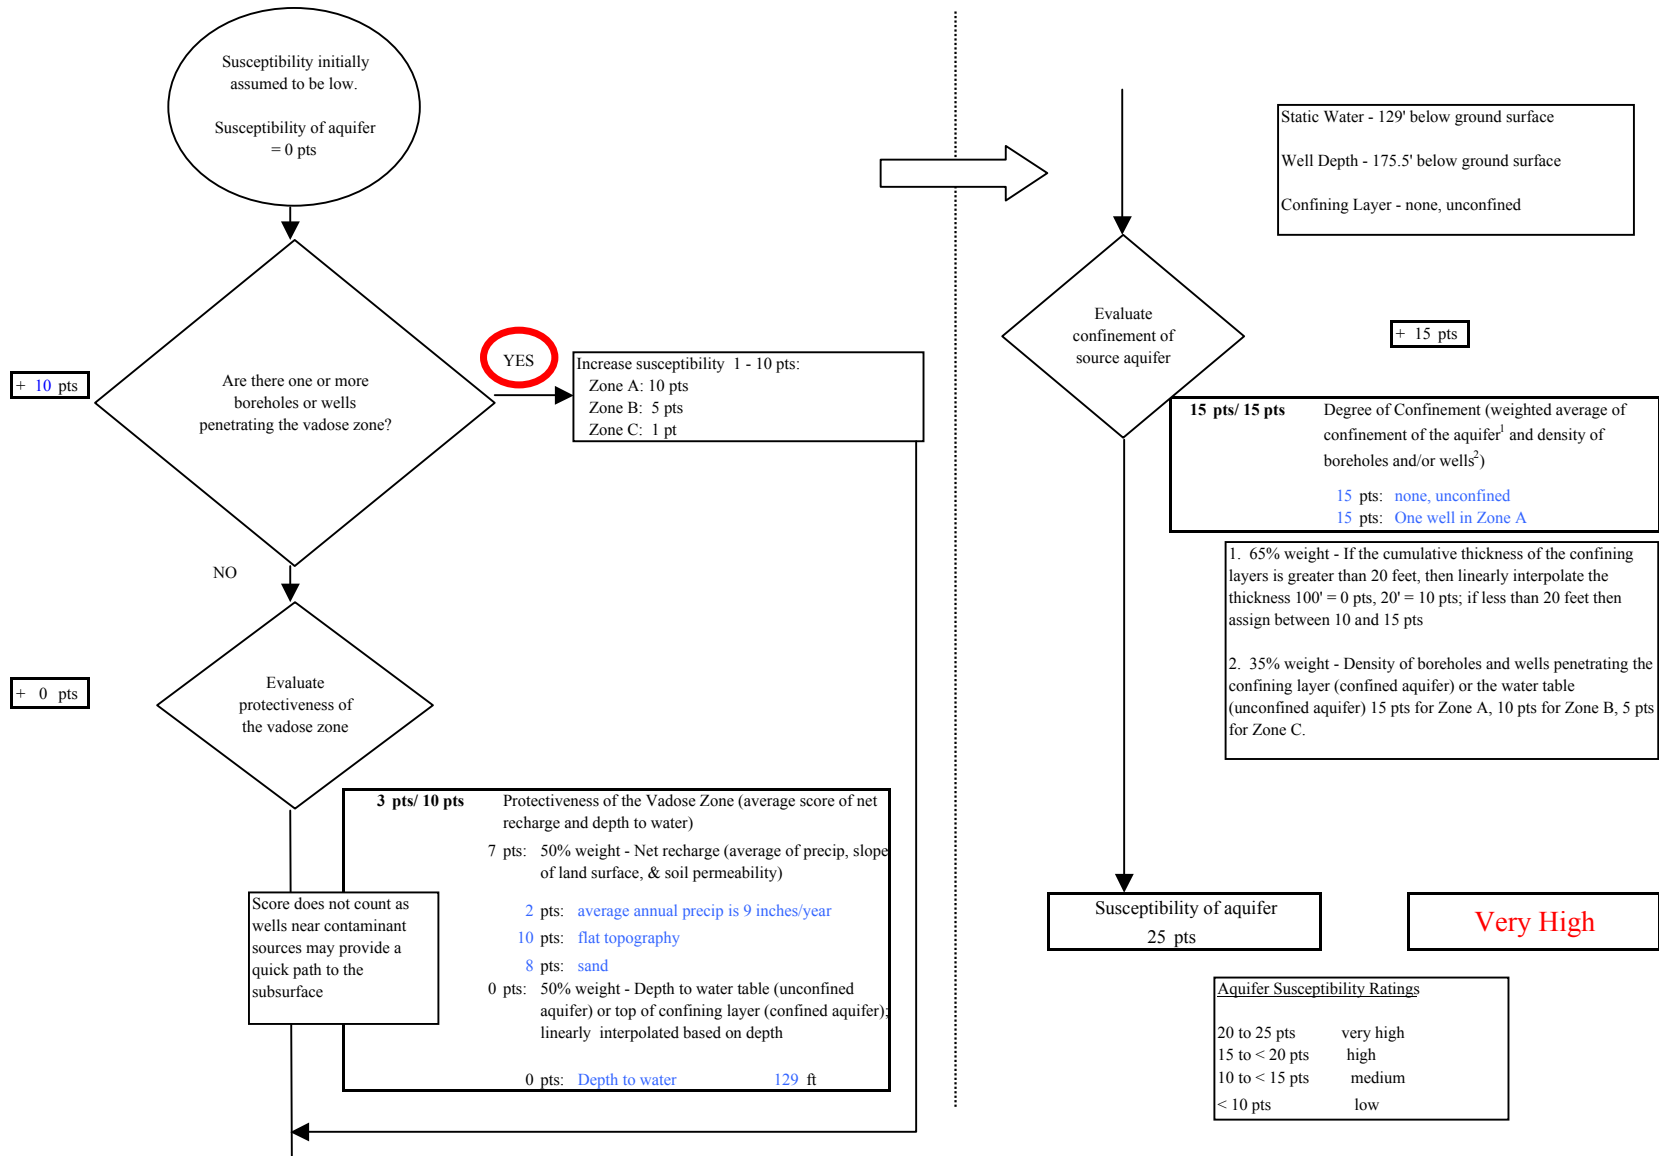 Susceptibility initially
assumed to be low.
Susceptibility of aquifer
= 0 pts
+ 10 pts
Are there one or more
boreholes or wells
penetrating the vadose zone?
YES
Increase susceptibility 1 - 10 pts:
Zone A: 10 pts
Zone B: 5 pts
Zone C: 1 pt
NO
+ 0 pts
Evaluate
protectiveness of
the vadose zone
3 pts/ 10 pts Protectiveness of the Vadose Zone (average score of net
recharge and depth to water)
7 pts: 50% weight - Net recharge (average of precip, slope
of land surface, & soil permeability)
2 pts: average annual precip is 9 inches/year
10 pts: flat topography
8 pts: sand
0 pts: 50% weight - Depth to water table (unconfined
aquifer) or top of confining layer (confined aquifer);
linearly interpolated based on depth
0 pts: Depth to water 129 ft
Score does not count as
wells near contaminant
sources may provide a
quick path to the
subsurface
Static Water - 129' below ground surface
Well Depth - 175.5' below ground surface
Confining Layer - none, unconfined
Evaluate
confinement of
source aquifer
+ 15 pts
15 pts/ 15 pts Degree of Confinement (weighted average of
confinement of the aquifer1 and density of
boreholes and/or wells2)
15 pts: none, unconfined
15 pts: One well in Zone A
1. 65% weight - If the cumulative thickness of the confining
layers is greater than 20 feet, then linearly interpolate the
thickness 100' = 0 pts, 20' = 10 pts; if less than 20 feet then
assign between 10 and 15 pts
2. 35% weight - Density of boreholes and wells penetrating the
confining layer (confined aquifer) or the water table
(unconfined aquifer) 15 pts for Zone A, 10 pts for Zone B, 5 pts
for Zone C.
Susceptibility of aquifer
25 pts
Very High
Aquifer Susceptibility Ratings
20 to 25 pts very high
15 to < 20 pts high
10 to < 15 pts medium
< 10 pts low